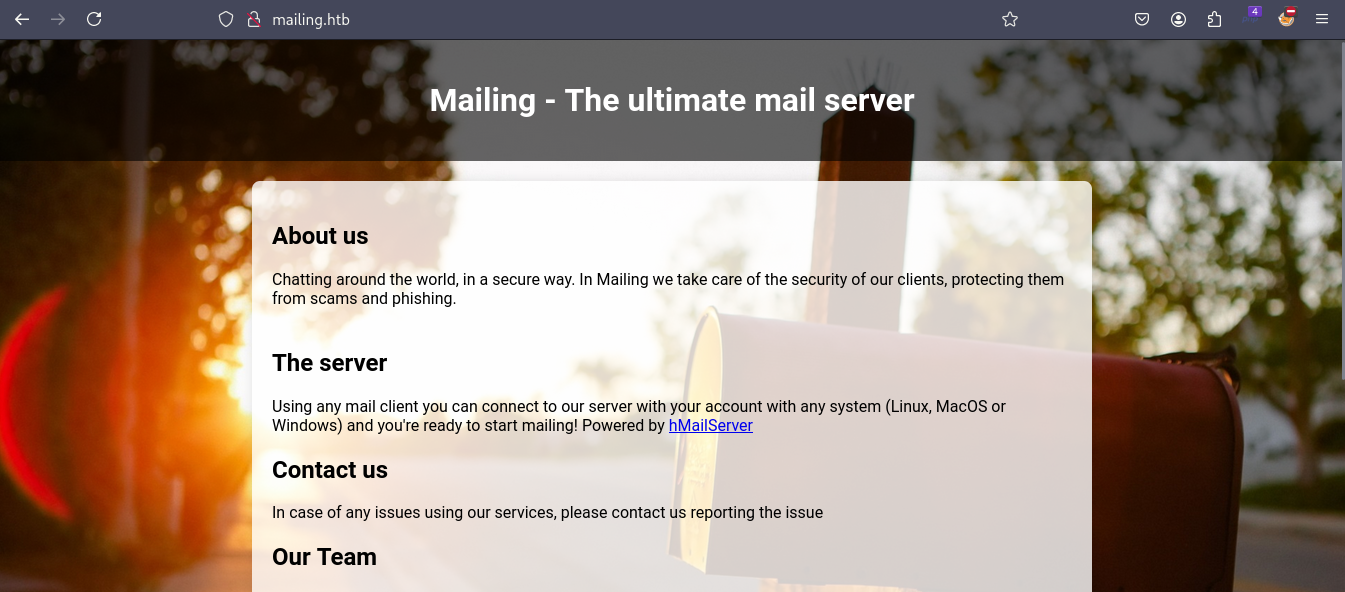 mailing.htb
4
Mailing - The ultimate mail server
About us
Chatting around the world, in a secure way. In Mailing we take care of the security of our clients, protecting them
from scams and phishing.
The server
Using any mail client you can connect to our server with your account with any system (Linux, MacOS or
Windows) and you're ready to start mailing! Powered by hMailServer
Contact us
In case of any issues using our services, please contact us reporting the issue
Our Team